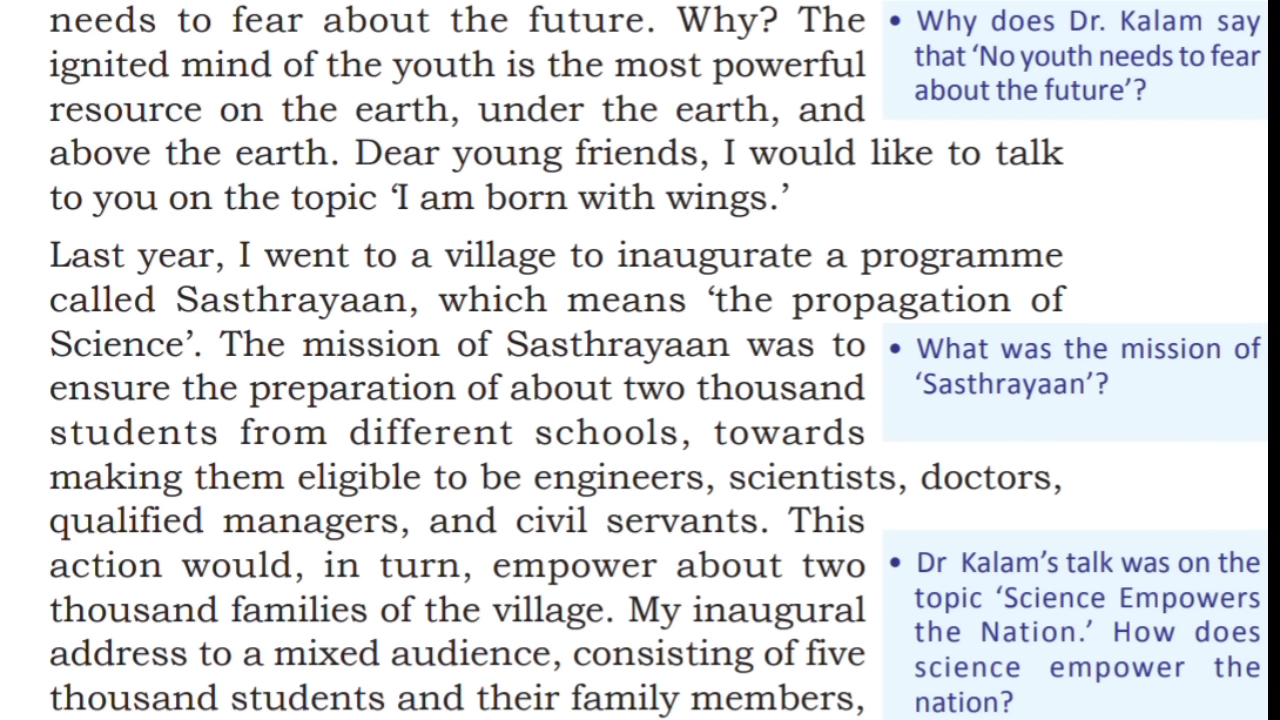 needs to fear about the future. Why? The
ignited mind of the youth is the most powerful
resource on the earth, under the earth, and
above the earth. Dear young friends, I would like to talk
to you on the topic ‘I am born with wings.’
• Why does Dr. Kalam say
that ‘No youth needs to fear
about the future’?
Last year, I went to a village to inaugurate a programme
called Sasthrayaan, which means ‘the propagation of
Science’. The mission of Sasthrayaan was to
ensure the preparation of about two thousand
students from different schools, towards
making them eligible to be engineers, scientists, doctors,
qualified managers, and civil servants. This
action would, in turn, empower about two
thousand families of the village. My inaugural
address to a mixed audience, consisting of five
thousand students and their family members,
• What was the mission of
‘Sasthrayaan’?
• Dr Kalam’s talk was on the
topic ‘Science Empowers
the Nation.’ How does
science empower the
nation?